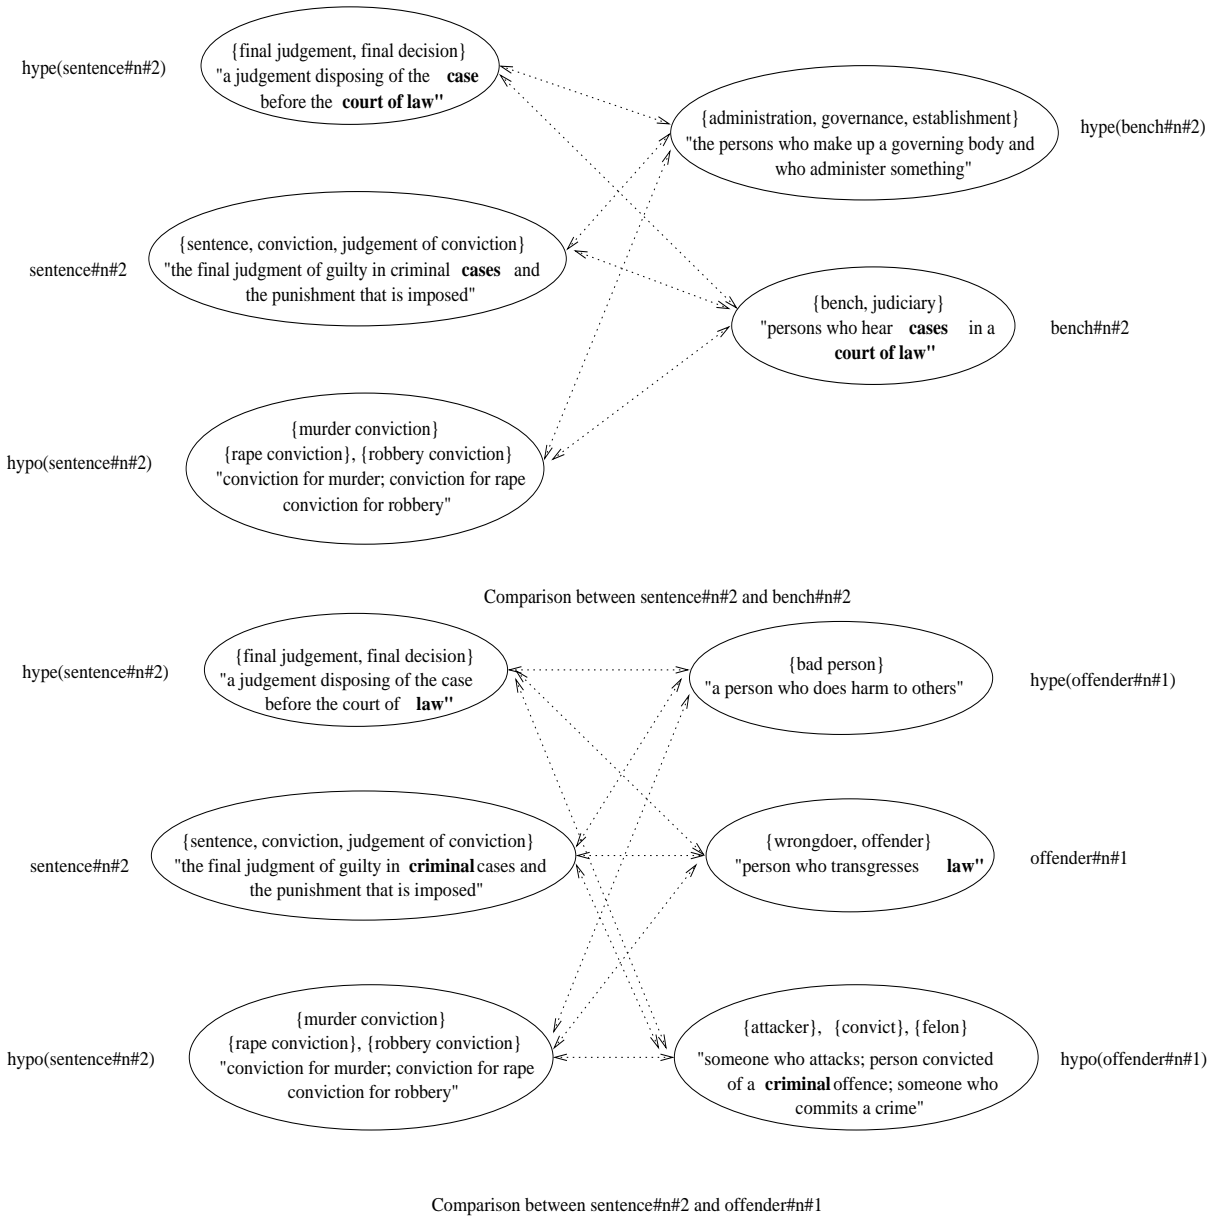 hype(sentence#n#2)
{final judgement, final decision}
"a judgement disposing of the case
before the court of law"
{administration, governance, establishment}
"the persons who make up a governing body and
who administer something"
hype(bench#n#2)
sentence#n#2
{sentence, conviction, judgement of conviction}
"the final judgment of guilty in criminal cases and
the punishment that is imposed"
{bench, judiciary}
"persons who hear cases in a
court of law"
bench#n#2
hypo(sentence#n#2)
{murder conviction}
{rape conviction}, {robbery conviction}
"conviction for murder; conviction for rape
conviction for robbery"
Comparison between sentence#n#2 and bench#n#2
hype(sentence#n#2)
{final judgement, final decision}
"a judgement disposing of the case
before the court of law"
{bad person}
"a person who does harm to others"
hype(offender#n#1)
sentence#n#2
{sentence, conviction, judgement of conviction}
"the final judgment of guilty in criminal cases and
the punishment that is imposed"
{wrongdoer, offender}
"person who transgresses law"
offender#n#1
hypo(sentence#n#2)
{murder conviction}
{rape conviction}, {robbery conviction}
"conviction for murder; conviction for rape
conviction for robbery"
{attacker}, {convict}, {felon}
"someone who attacks; person convicted
of a criminal offence; someone who
commits a crime"
hypo(offender#n#1)
Comparison between sentence#n#2 and offender#n#1